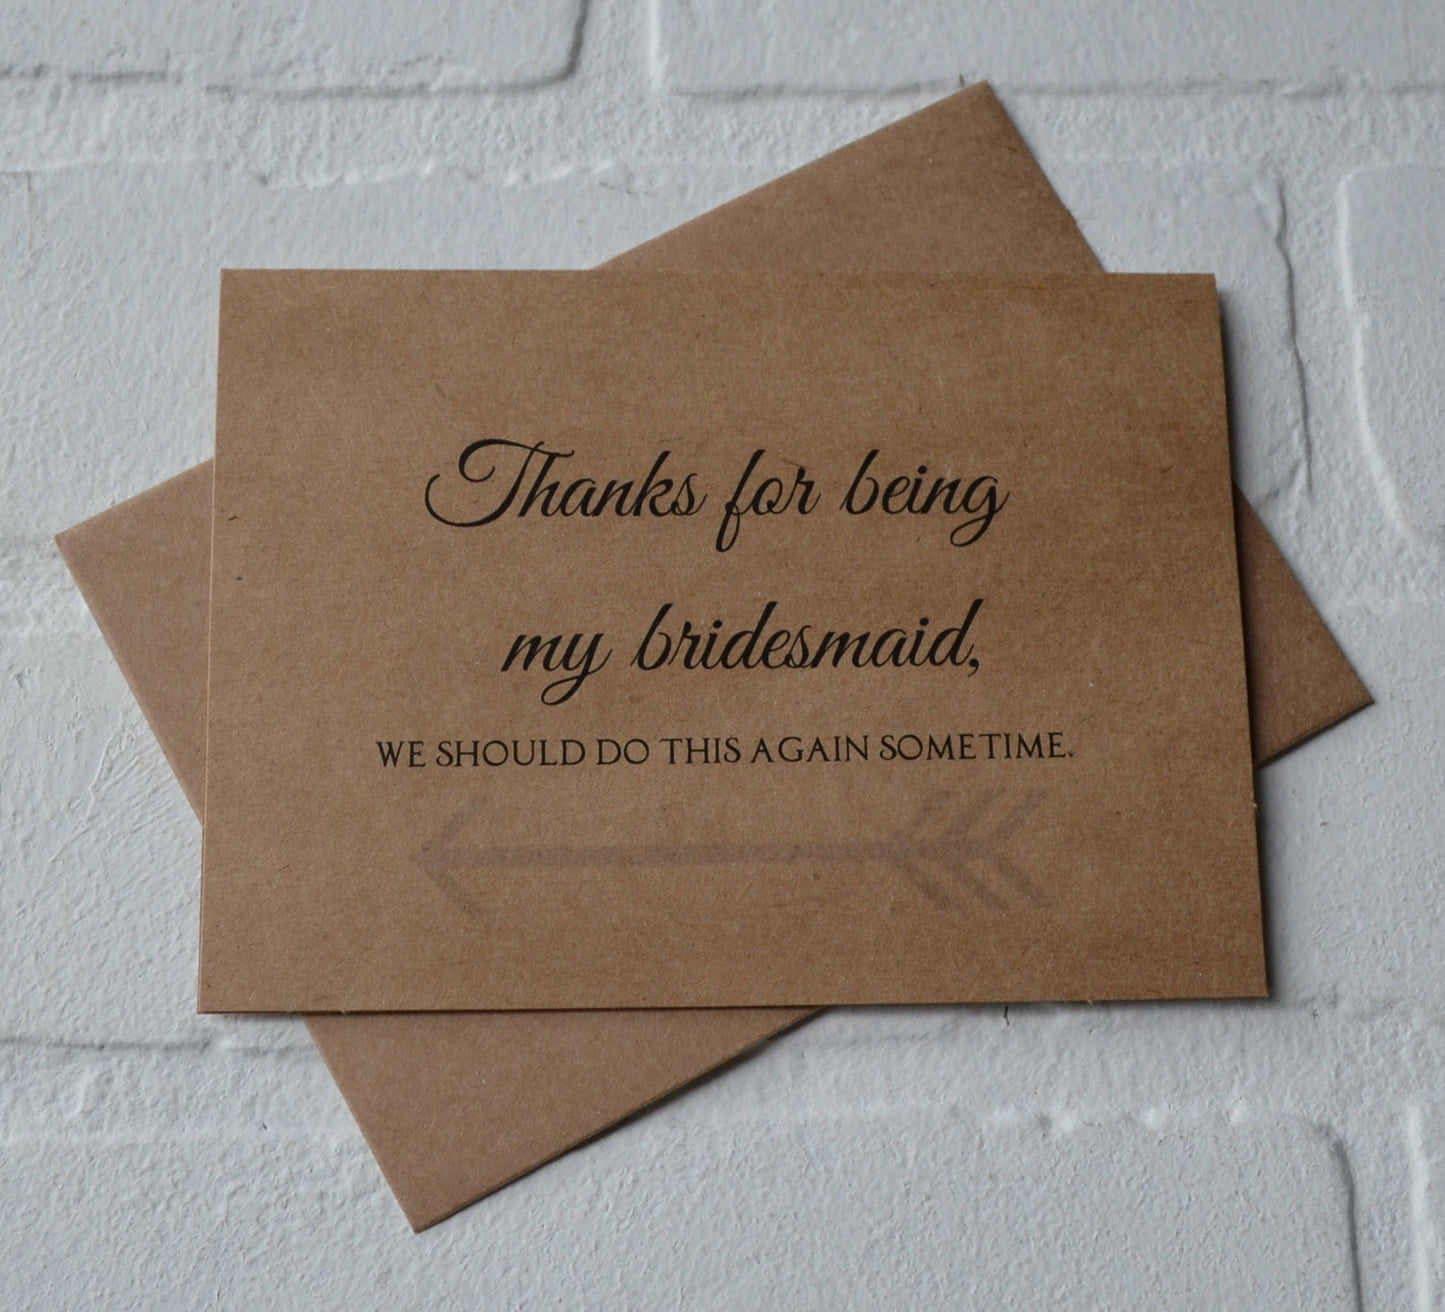 Thanks for being
my bridesmaid,
WE SHOULD DO THIS AGAIN SOMETIME.